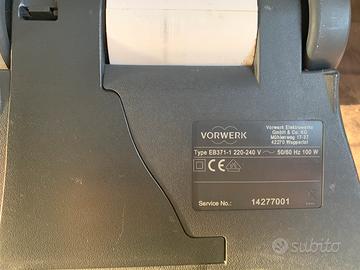 VORWERK
Vorwerk Elektrowerke
GmbH & Co. KG
Mühlenweg 17-37
42270 Wuppertal
Type EB371-1 220-240 V ~ 50/60 Hz 100 W
CE
Service No.: 14277001
subito